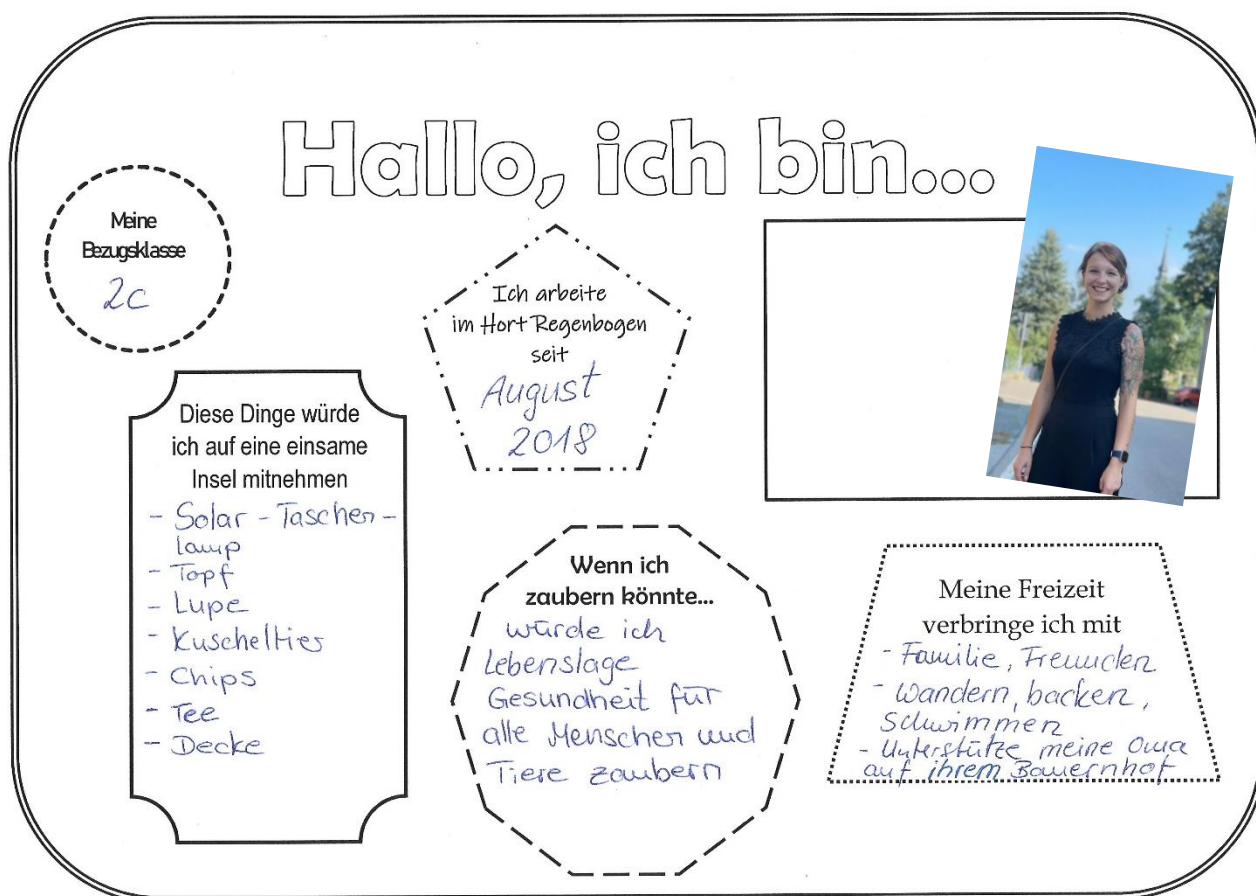 Hallo, ich bin...
Meine
Bezugsklasse
2c
Ich arbeite
im Hort Regenbogen
seit
August
2018
Diese Dinge würde
ich auf eine einsame
Insel mitnehmen
- Solar - Taschen -
lamp
- Topf
- Lupe
- Kuscheltier
- Chips
- Tee
- Decke
Wenn ich
zaubern könnte...
würde ich
Lebenslage
Gesundheit für
alle Menschen und
Tiere zaubern
Meine Freizeit
verbringe ich mit
- Familie, Freunden
- wandern, backen,
schwimmen
- Unterstütze meine Oma
auf ihrem Bauernhof